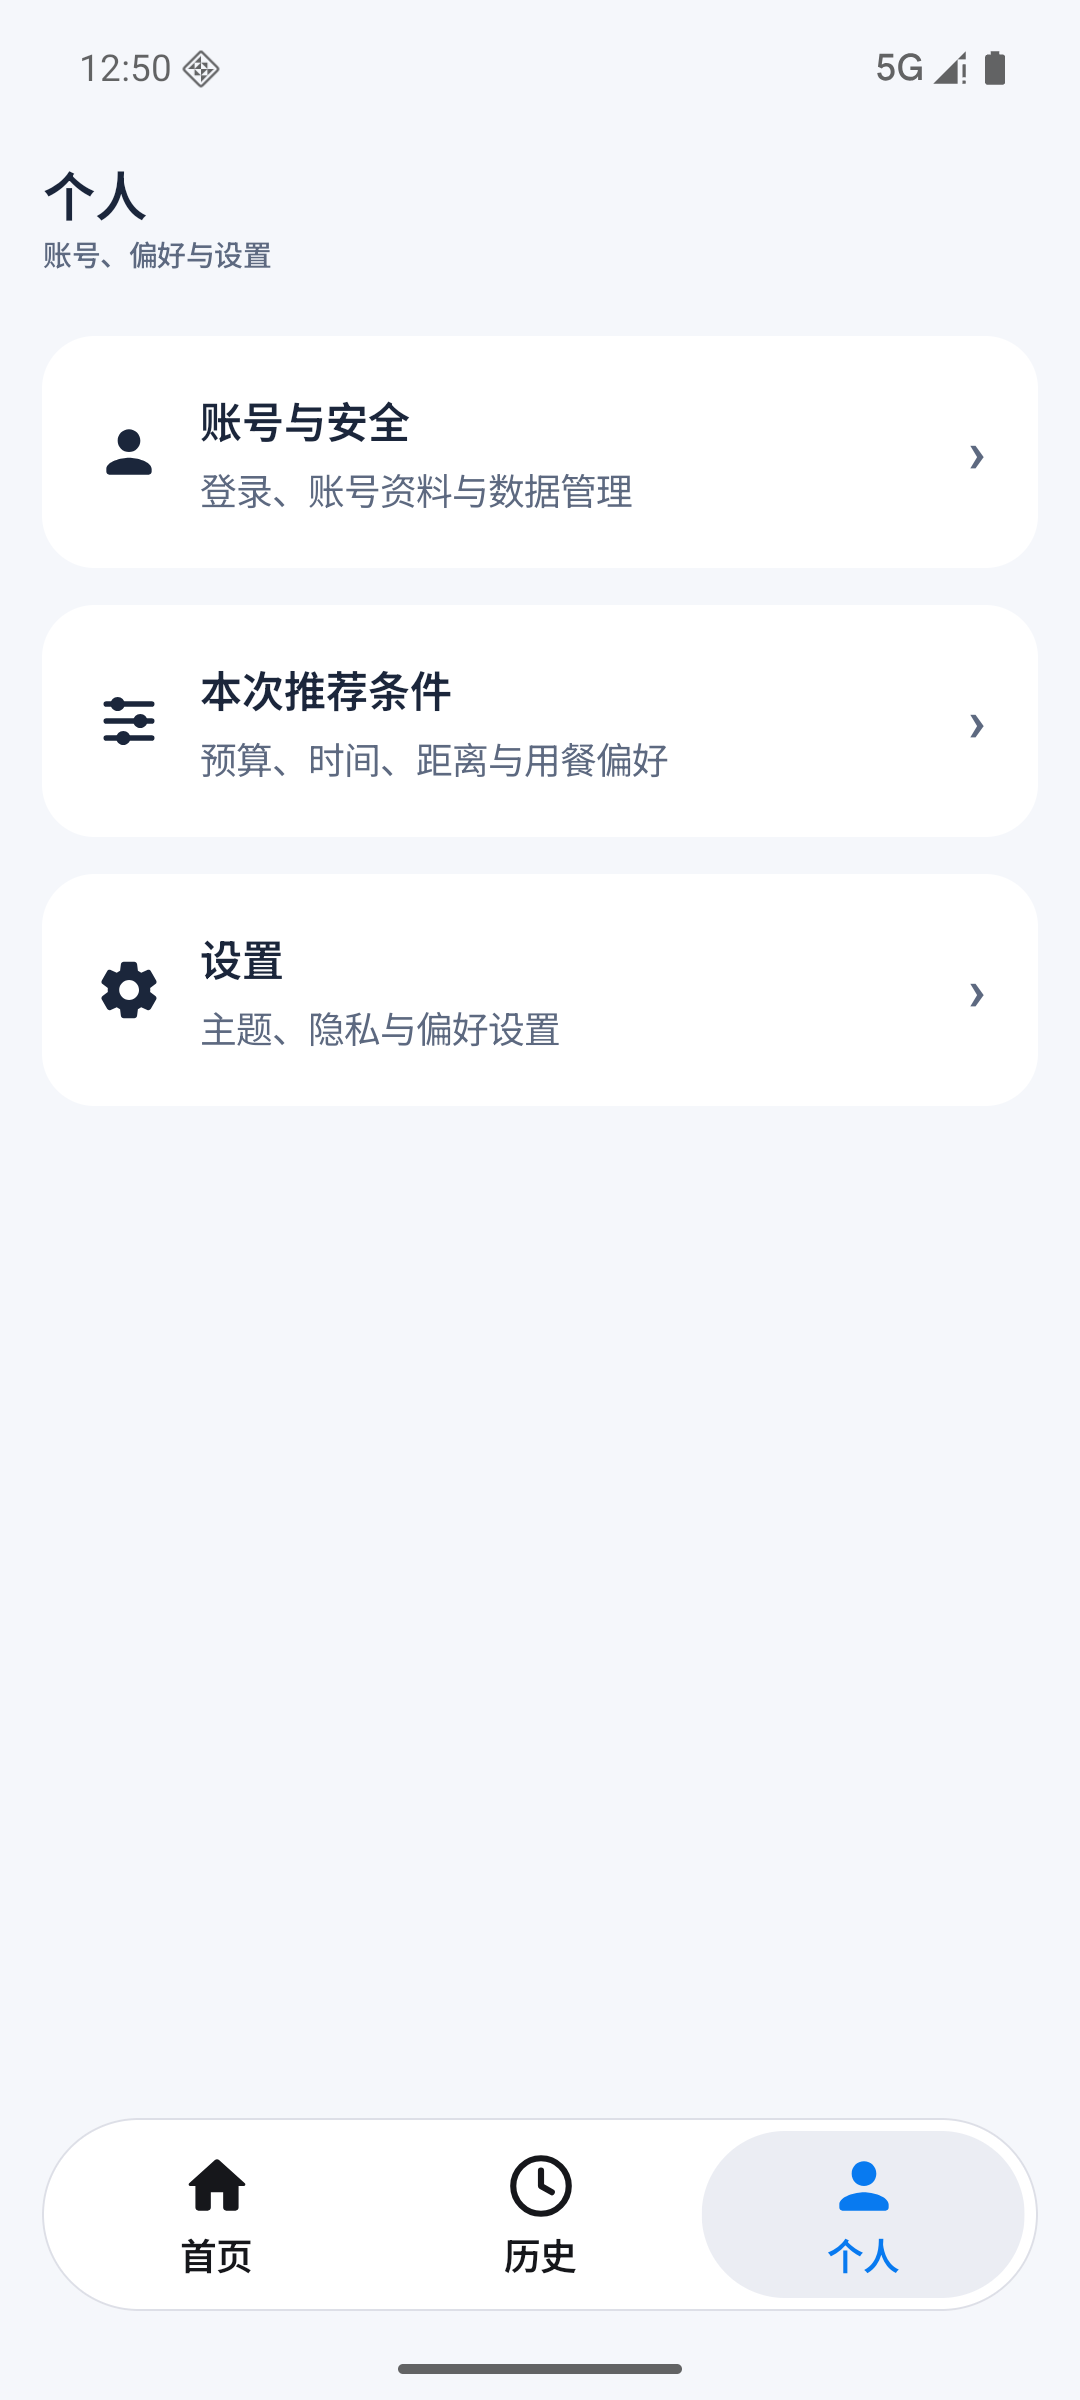 12:50
5G
个人
账号、偏好与设置
账号与安全
登录、账号资料与数据管理
本次推荐条件
预算、时间、距离与用餐偏好
设置
主题、隐私与偏好设置
首页
历史
个人